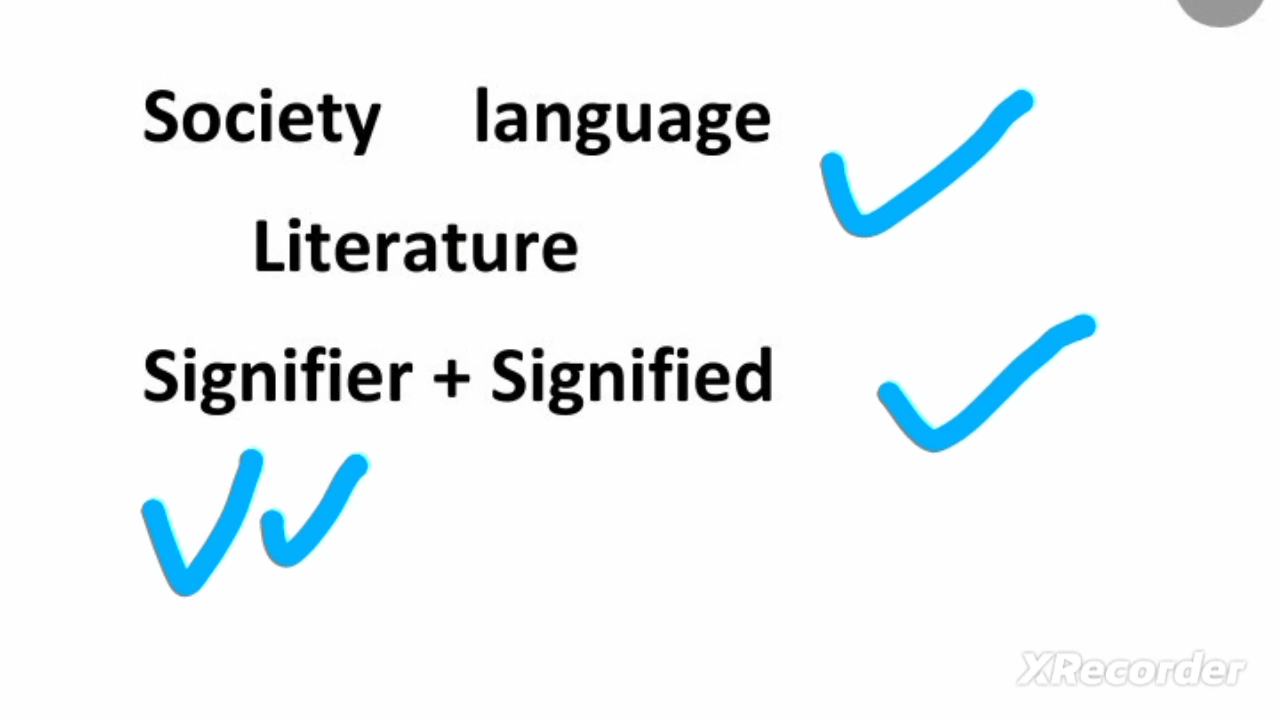 Society language
Literature
Signifier + Signified
XRecorder